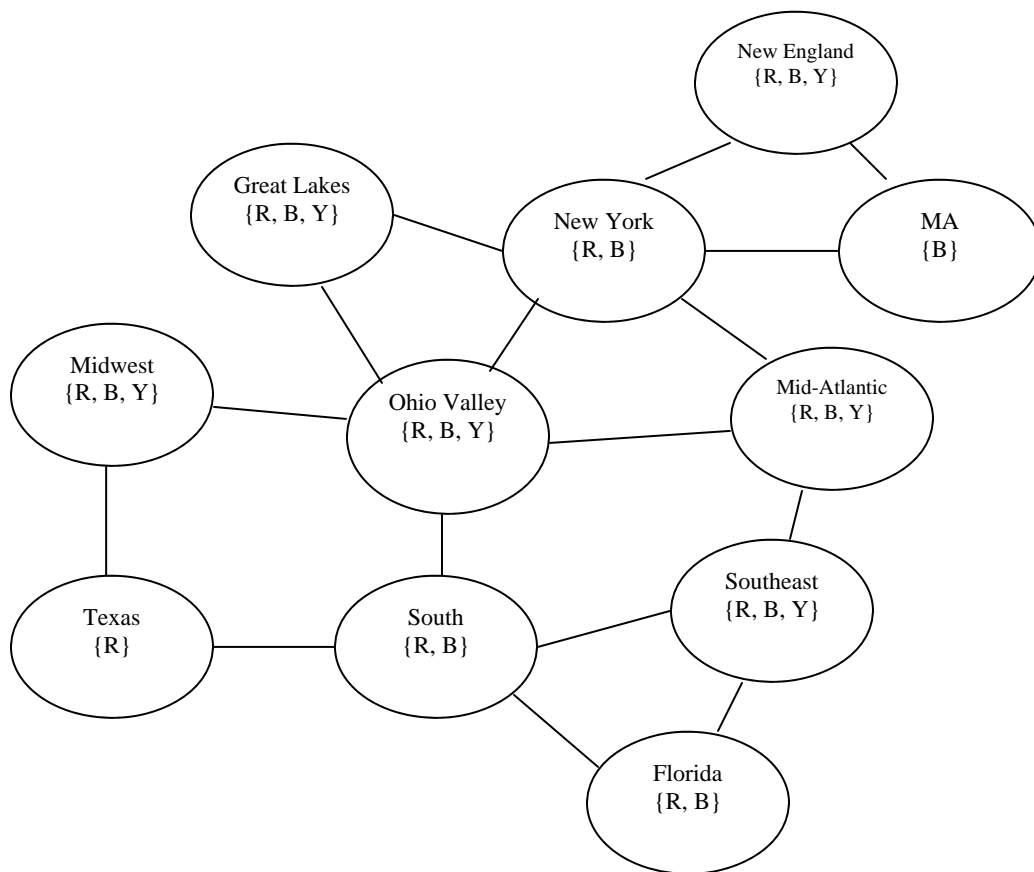 New England
{R, B, Y}
Great Lakes
{R, B, Y}
New York
{R, B}
MA
{B}
Midwest
{R, B, Y}
Ohio Valley
{R, B, Y}
Mid-Atlantic
{R, B, Y}
Texas
{R}
South
{R, B}
Southeast
{R, B, Y}
Florida
{R, B}